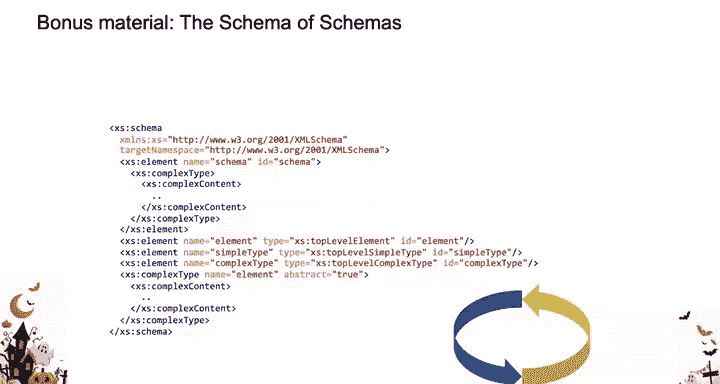 Bonus material: The Schema of Schemas
<xs:schema
xmlns:xs="http://www.w3.org/2001/XMLSchema"
targetNamespace="http://www.w3.org/2001/XMLSchema">
<xs:element name="schema" id="schema">
<xs:complexType>
<xs:complexContent>
..
</xs:complexContent>
</xs:complexType>
</xs:element>
<xs:element name="element" type="xs:topLevelElement" id="element"/>
<xs:element name="simpleType" type="xs:topLevelSimpleType" id="simpleType"/>
<xs:element name="complexType" type="xs:topLevelComplexType" id="complexType"/>
<xs:complexType name="element" abstract="true">
<xs:complexContent>
..
</xs:complexContent>
</xs:complexType>
</xs:schema>